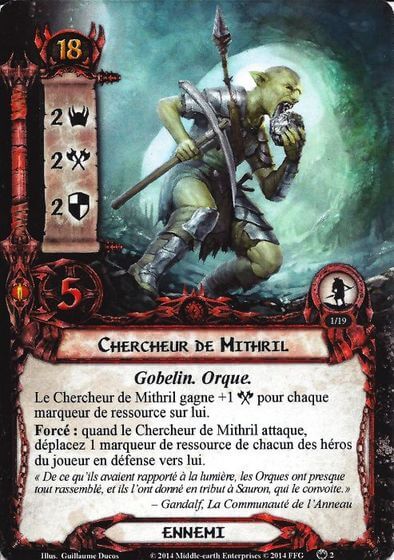 18
2
2
2
5
1/19
Chercheur de Mithril
Gobelin. Orque.
Le Chercheur de Mithril gagne +1 pour chaque
marqueur de ressource sur lui.
Forcé : quand le Chercheur de Mithril attaque,
déplacez 1 marqueur de ressource de chacun des héros
du joueur en défense vers lui.
« De ce qu'ils avaient rapporté à la lumière, les Orques ont presque
tout rassemblé, et ils l'ont donné en tribut à Sauron, qui le convoite. »
– Gandalf, La Communauté de l'Anneau
ENNEMI
Illus. Guillaume Ducos © 2014 Middle-earth Enterprises © 2014 FFG 2